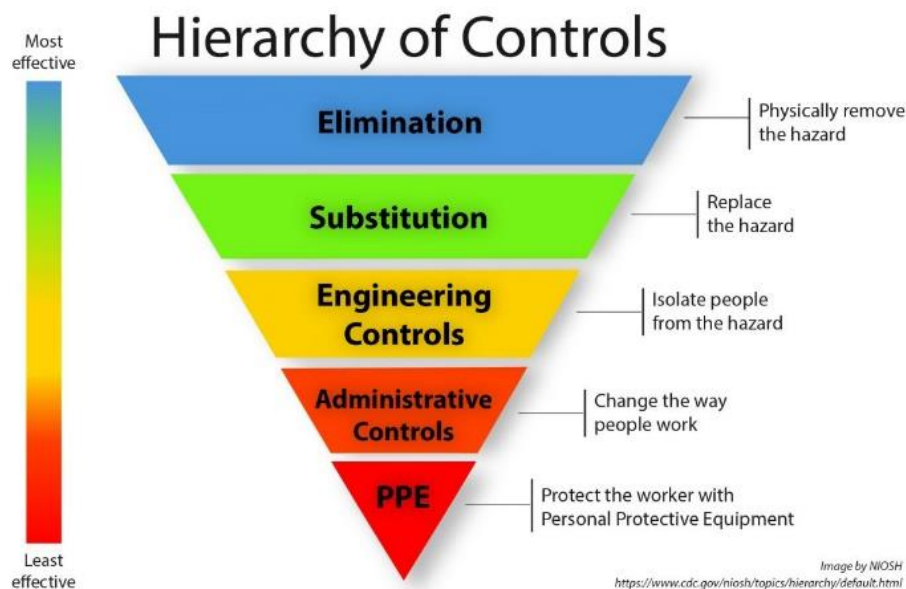 Hierarchy of Controls
Most
effective
Elimination
Physically remove
the hazard
Substitution
Replace
the hazard
Engineering
Controls
Isolate people
from the hazard
Administrative
Controls
Change the way
people work
PPE
Protect the worker with
Personal Protective Equipment
Least
effective
Image by NIOSH
https://www.cdc.gov/niosh/topics/hierarchy/default.html